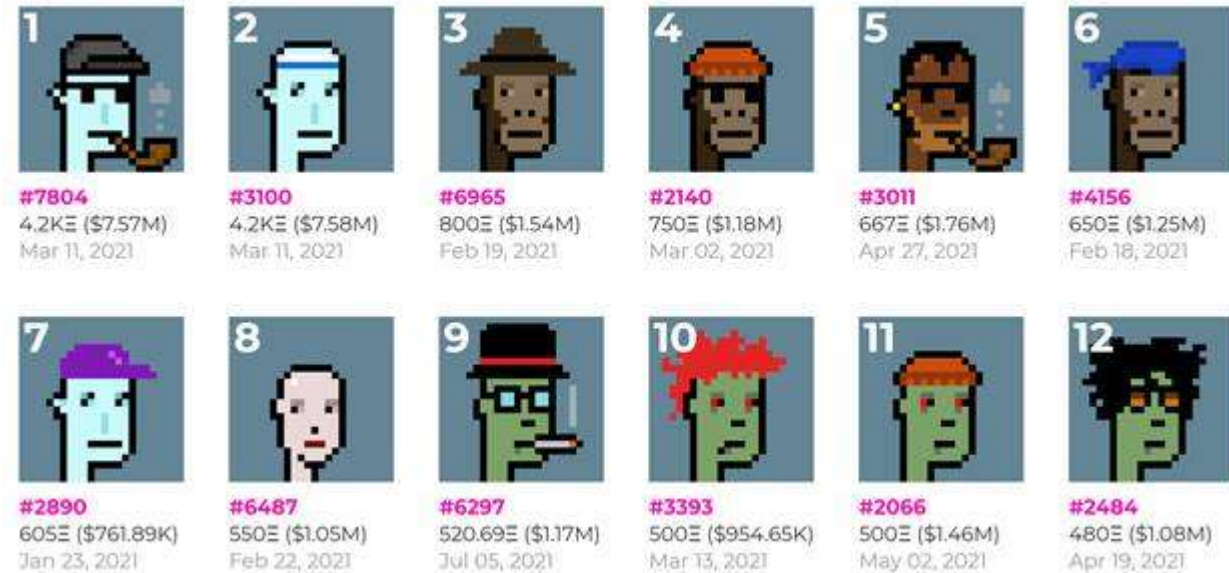 1
2
3
4
5
6
#7804
#3100
#6965
#2140
#3011
#4156
4.2KΞ ($7.57M)
4.2KΞ ($7.58M)
800Ξ ($1.54M)
750Ξ ($1.18M)
667Ξ ($1.76M)
650Ξ ($1.25M)
Mar 11, 2021
Mar 11, 2021
Feb 19, 2021
Mar 02, 2021
Apr 27, 2021
Feb 18, 2021
7
8
9
10
11
12
#2890
#6487
#6297
#3393
#2066
#2484
605Ξ ($761.89K)
550Ξ ($1.05M)
520.69Ξ ($1.17M)
500Ξ ($954.65K)
500Ξ ($1.46M)
480Ξ ($1.08M)
Jan 23, 2021
Feb 22, 2021
Jul 05, 2021
Mar 13, 2021
May 02, 2021
Apr 19, 2021